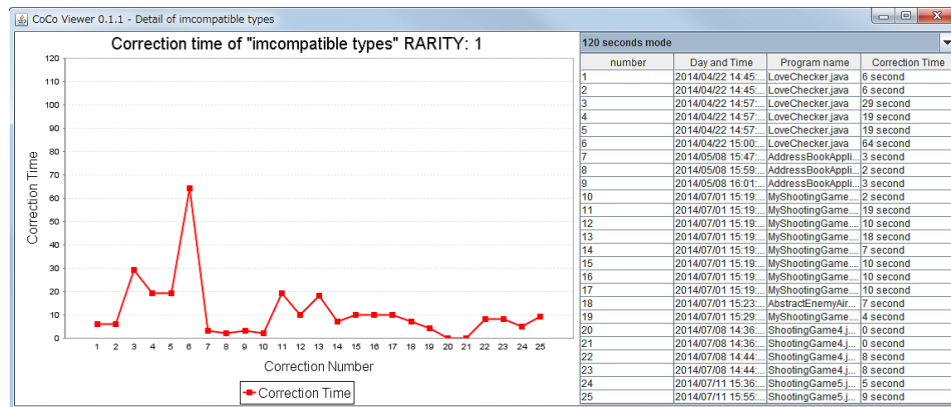 CoCo Viewer 0.1.1 - Detail of imcompatible types
Correction time of "imcompatible types" RARITY: 1
120
110
100
90
80
70
60
50
40
30
20
10
0
Correction Time
1 2 3 4 5 6 7 8 9 10 11 12 13 14 15 16 17 18 19 20 21 22 23 24 25
Correction Number
Correction Time
120 seconds mode
number Day and Time Program name Correction Time
1 2014/04/22 14:45:... LoveChecker.java 6 second
2 2014/04/22 14:45:... LoveChecker.java 6 second
3 2014/04/22 14:57:... LoveChecker.java 29 second
4 2014/04/22 14:57:... LoveChecker.java 19 second
5 2014/04/22 14:57:... LoveChecker.java 19 second
6 2014/04/22 15:00:... LoveChecker.java 64 second
7 2014/05/08 15:47:... AddressBookAppli... 3 second
8 2014/05/08 15:59:... AddressBookAppli... 2 second
9 2014/05/08 16:01:... AddressBookAppli... 3 second
10 2014/07/01 15:19:... MyShootingGame.... 2 second
11 2014/07/01 15:19:... MyShootingGame.... 19 second
12 2014/07/01 15:19:... MyShootingGame.... 10 second
13 2014/07/01 15:19:... MyShootingGame.... 18 second
14 2014/07/01 15:19:... MyShootingGame.... 7 second
15 2014/07/01 15:19:... MyShootingGame.... 10 second
16 2014/07/01 15:19:... MyShootingGame.... 10 second
17 2014/07/01 15:19:... MyShootingGame.... 10 second
18 2014/07/01 15:23:... AbstractEnemyAir... 7 second
19 2014/07/01 15:29:... MyShootingGame.... 4 second
20 2014/07/08 14:36:... ShootingGame4.j... 0 second
21 2014/07/08 14:36:... ShootingGame4.j... 0 second
22 2014/07/08 14:44:... ShootingGame4.j... 8 second
23 2014/07/08 14:44:... ShootingGame4.j... 8 second
24 2014/07/11 15:36:... ShootingGame5.j... 5 second
25 2014/07/11 15:55:... ShootingGame5.j... 9 second